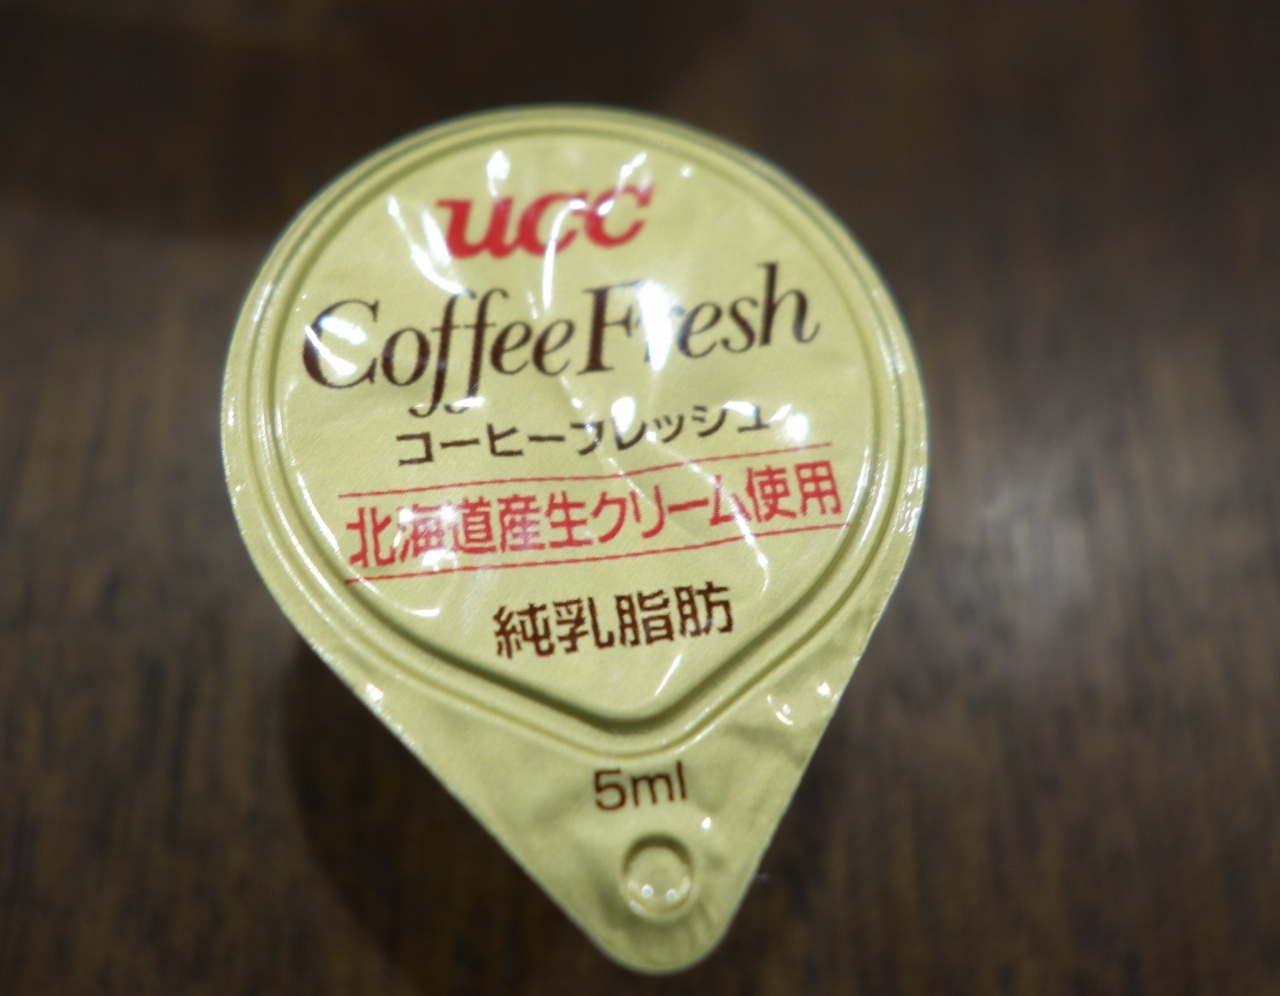 ucc
Coffee Fresh
コーヒーフレッシュ
北海道産生クリーム使用
純乳脂肪
5ml